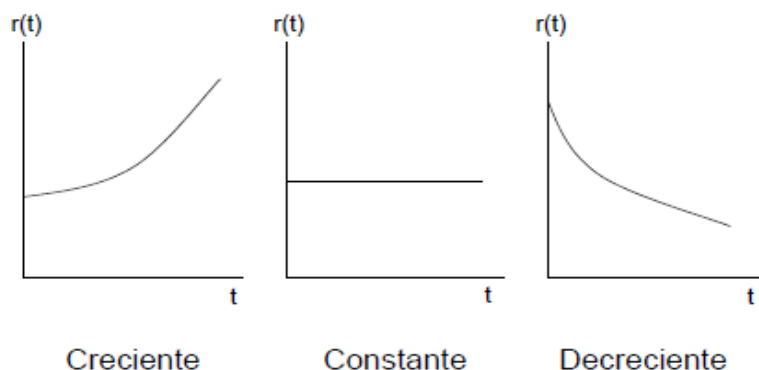 r(t) r(t) r(t)
t t t
Creciente Constante Decreciente